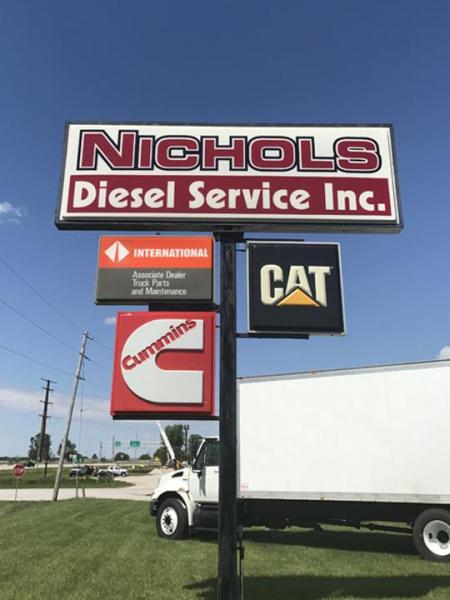 NICHOLS
Diesel Service Inc.
INTERNATIONAL
Associate Dealer
Truck Parts
and Maintenance
CAT
Cummins